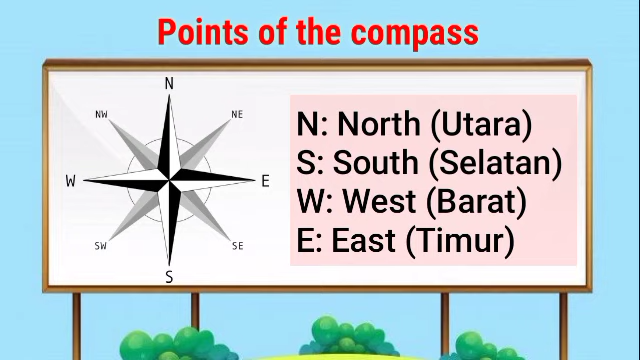 Points of the compass
N
NW NE
W E
SW SE
S
N: North (Utara)
S: South (Selatan)
W: West (Barat)
E: East (Timur)